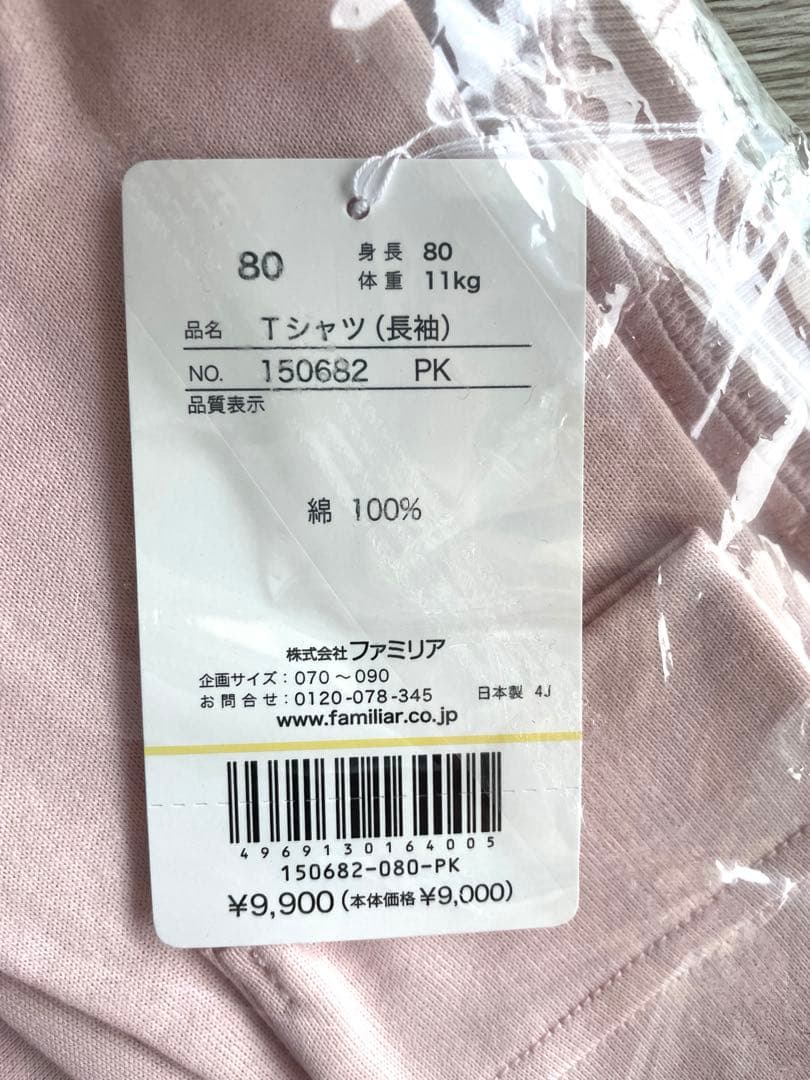 80 身長 80
体重 11kg
品名 Tシャツ(長袖)
NO. 150682 PK
品質表示
綿 100%
株式会社ファミリア
企画サイズ:070〜090
お問合せ:0120-078-345 日本製 4J
www.familiar.co.jp
4969130164005
150682-080-PK
¥9,900(本体価格¥9,000)